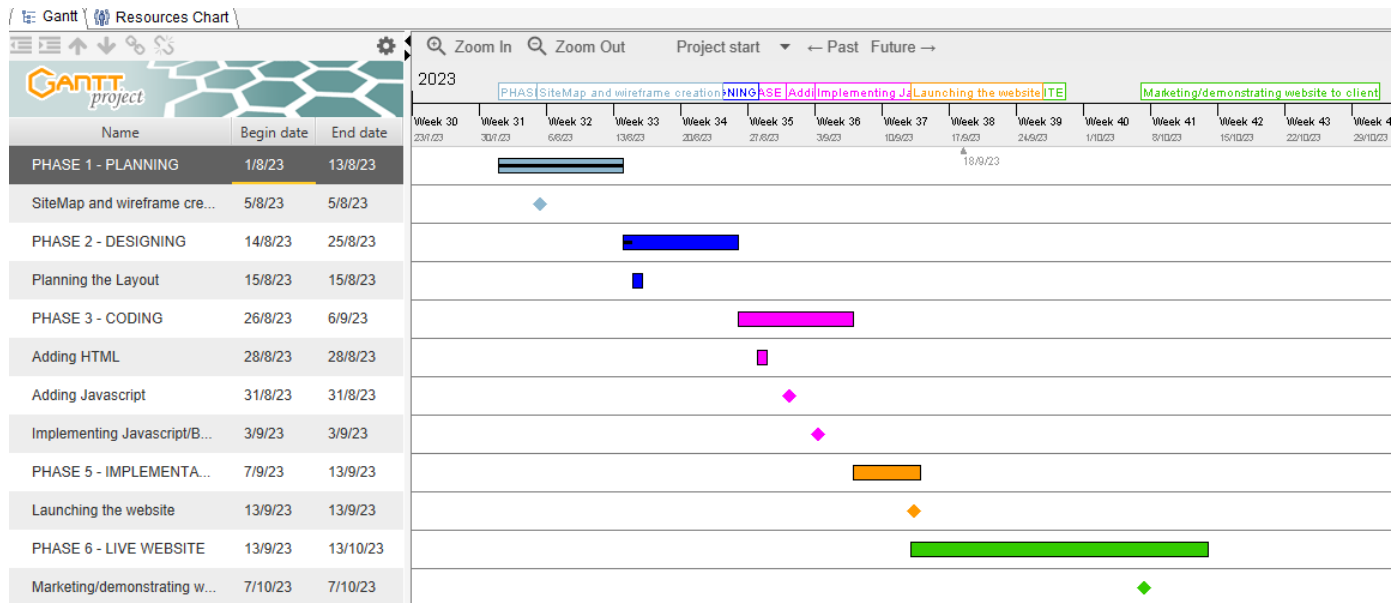 Gantt Resources Chart
Zoom In Zoom Out Project start ← Past Future →
GANTT project
2023
PHAS SiteMap and wireframe creation NING ASE Addi Implementing Ja Launching the website ITE Marketing/demonstrating website to client
Name Begin date End date
Week 30 Week 31 Week 32 Week 33 Week 34 Week 35 Week 36 Week 37 Week 38 Week 39 Week 40 Week 41 Week 42 Week 43 Week 4
23/7/23 30/7/23 6/8/23 13/8/23 20/8/23 27/8/23 3/9/23 10/9/23 17/9/23 24/9/23 1/10/23 8/10/23 15/10/23 22/10/23 29/10/23
18/9/23
PHASE 1 - PLANNING 1/8/23 13/8/23
SiteMap and wireframe cre... 5/8/23 5/8/23
PHASE 2 - DESIGNING 14/8/23 25/8/23
Planning the Layout 15/8/23 15/8/23
PHASE 3 - CODING 26/8/23 6/9/23
Adding HTML 28/8/23 28/8/23
Adding Javascript 31/8/23 31/8/23
Implementing Javascript/B... 3/9/23 3/9/23
PHASE 5 - IMPLEMENTA... 7/9/23 13/9/23
Launching the website 13/9/23 13/9/23
PHASE 6 - LIVE WEBSITE 13/9/23 13/10/23
Marketing/demonstrating w... 7/10/23 7/10/23